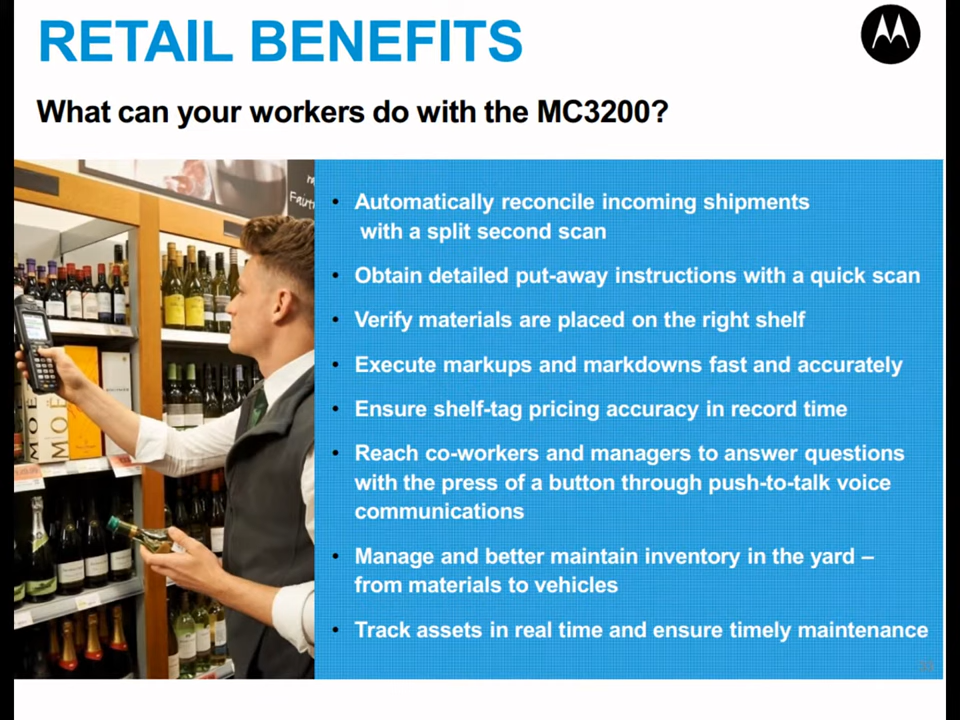 RETAIL BENEFITS
What can your workers do with the MC3200?
• Automatically reconcile incoming shipments
with a split second scan
• Obtain detailed put-away instructions with a quick scan
• Verify materials are placed on the right shelf
• Execute markups and markdowns fast and accurately
• Ensure shelf-tag pricing accuracy in record time
• Reach co-workers and managers to answer questions
with the press of a button through push-to-talk voice
communications
• Manage and better maintain inventory in the yard –
from materials to vehicles
• Track assets in real time and ensure timely maintenance